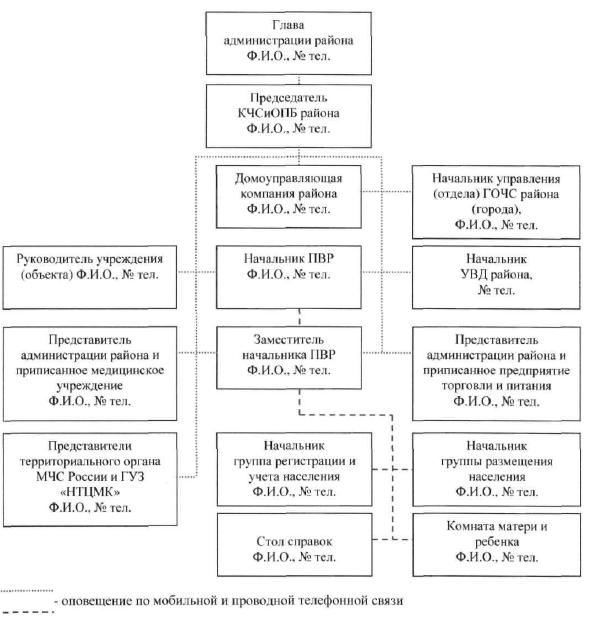 Глава
администрации района
Ф.И.О., № тел.
Председатель
КЧСиОПБ района
Ф.И.О., № тел.
Домоуправляющая
компания района
Ф.И.О., № тел.
Начальник управления
(отдела) ГОЧС района
(города),
Ф.И.О., № тел.
Руководитель учреждения
(объекта) Ф.И.О., № тел.
Начальник ПВР
Ф.И.О., № тел.
Начальник
УВД района,
№ тел.
Представитель
администрации района и
приписанное медицинское
учреждение
Ф.И.О., № тел.
Заместитель
начальника ПВР
Ф.И.О., № тел.
Представитель
администрации района и
приписанное предприятие
торговли и питания
Ф.И.О., № тел.
Представители
территориального органа
МЧС России и ГУЗ
«НТЦМК»
Ф.И.О., № тел.
Начальник
группа регистрации и
учета населения
Ф.И.О., № тел.
Начальник
группы размещения
населения
Ф.И.О., № тел.
Стол справок
Ф.И.О., № тел.
Комната матери и
ребенка
Ф.И.О., № тел.
- оповещение по мобильной и проводной телефонной связи